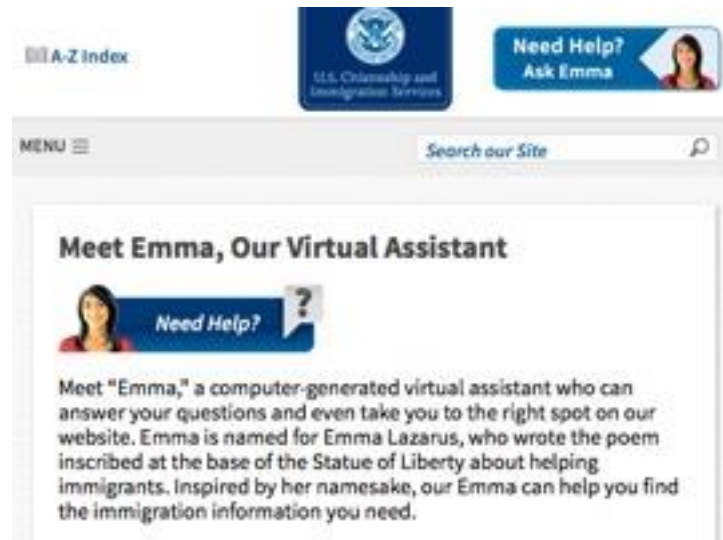 A-Z Index
U.S. Citizenship and
Immigration Services
Need Help?
Ask Emma
MENU
Search our Site
Meet Emma, Our Virtual Assistant
Need Help?
?
Meet "Emma," a computer-generated virtual assistant who can
answer your questions and even take you to the right spot on our
website. Emma is named for Emma Lazarus, who wrote the poem
inscribed at the base of the Statue of Liberty about helping
immigrants. Inspired by her namesake, our Emma can help you find
the immigration information you need.